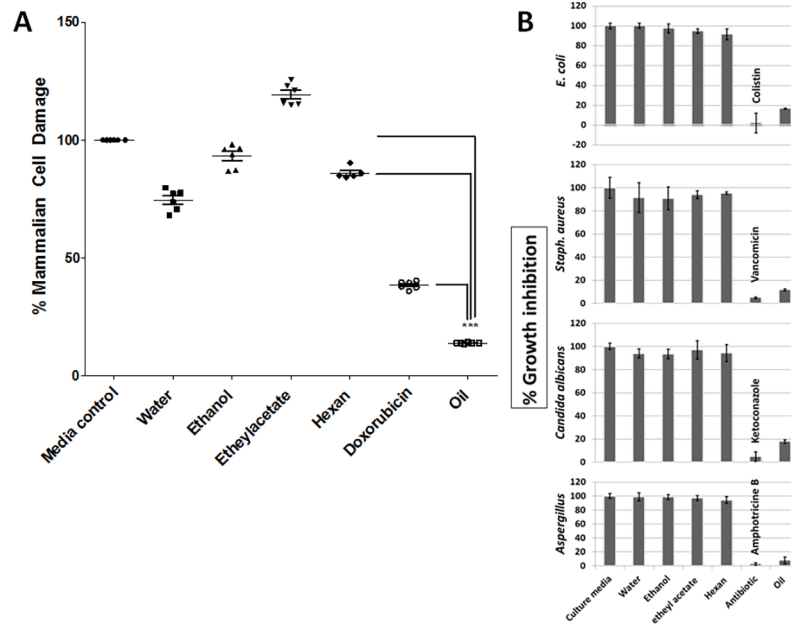 A
% Mammalian Cell Damage
150
100
50
0
Media control
Water
Ethanol
Etheylacetate
Hexan
Doxorubicin
Oil
***
B
% Growth inhibition
E. coli
120
100
80
60
40
20
0
-20
Colistin
Staph. aureus
120
100
80
60
40
20
0
Vancomicin
Candida albicans
120
100
80
60
40
20
0
Ketoconazole
Aspergillus
120
100
80
60
40
20
0
Amphotricine B
Culture media
Water
Ethanol
etheyl acetate
Hexan
Antibiotic
Oil